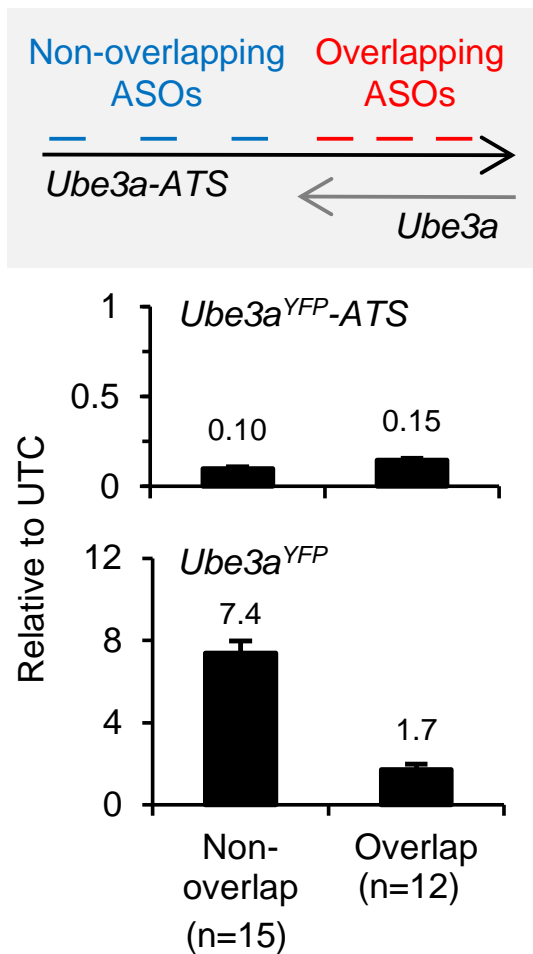 Non-overlapping Overlapping
ASOs ASOs
Ube3a-ATS
Ube3a
Relative to UTC
1 Ube3aYFP-ATS
0.5
0.10 0.15
0
12 Ube3aYFP
7.4
8
4
1.7
0
Non- Overlap
overlap (n=12)
(n=15)